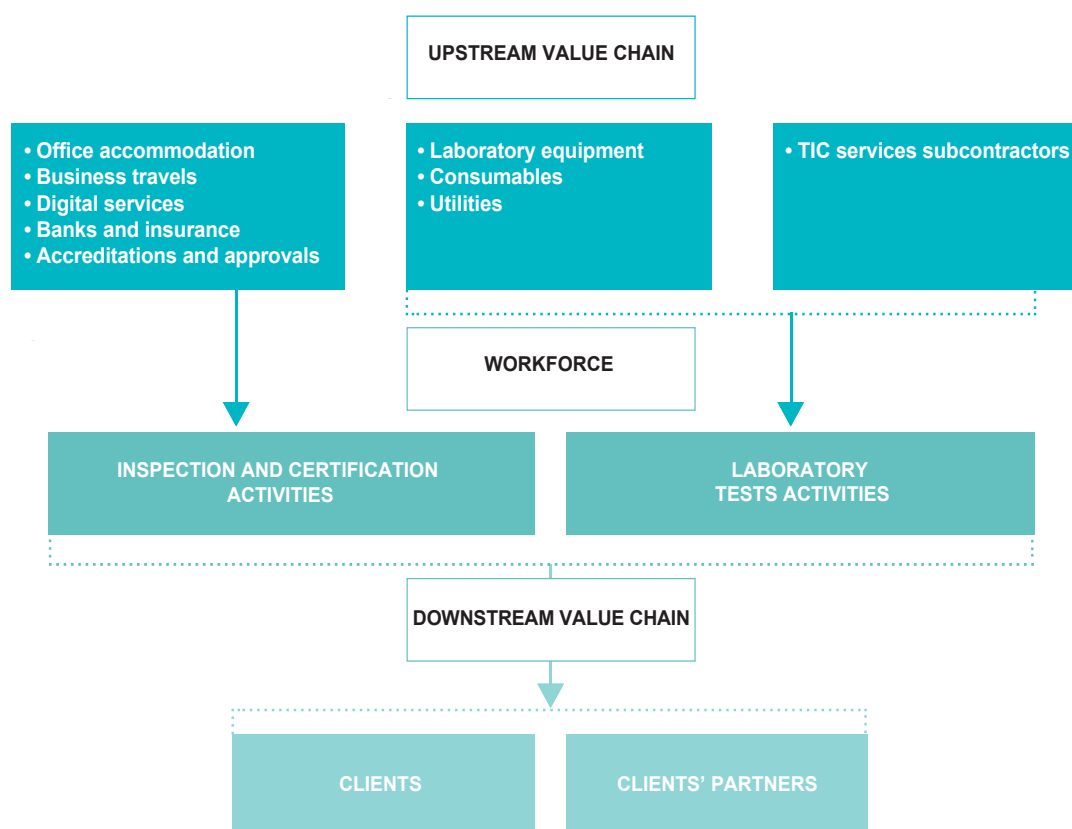 UPSTREAM VALUE CHAIN
• Office accommodation
• Business travels
• Digital services
• Banks and insurance
• Accreditations and approvals
• Laboratory equipment
• Consumables
• Utilities
• TIC services subcontractors
WORKFORCE
INSPECTION AND CERTIFICATION
ACTIVITIES
LABORATORY
TESTS ACTIVITIES
DOWNSTREAM VALUE CHAIN
CLIENTS
CLIENTS’ PARTNERS